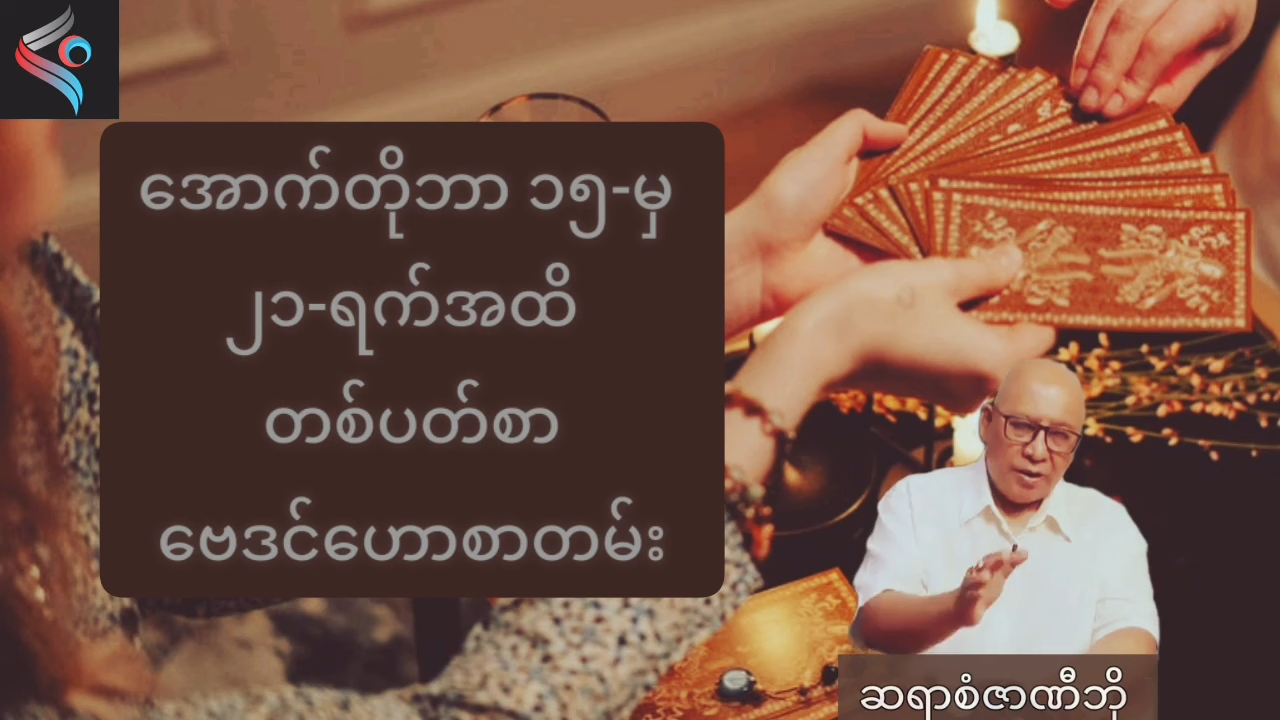 အောက်တိုဘာ ၁၅-မှ
၂၁-ရက်အထိ
တစ်ပတ်စာ
ဗေဒင်ဟောစာတမ်း
ဆရာစံဇာဏီဘို